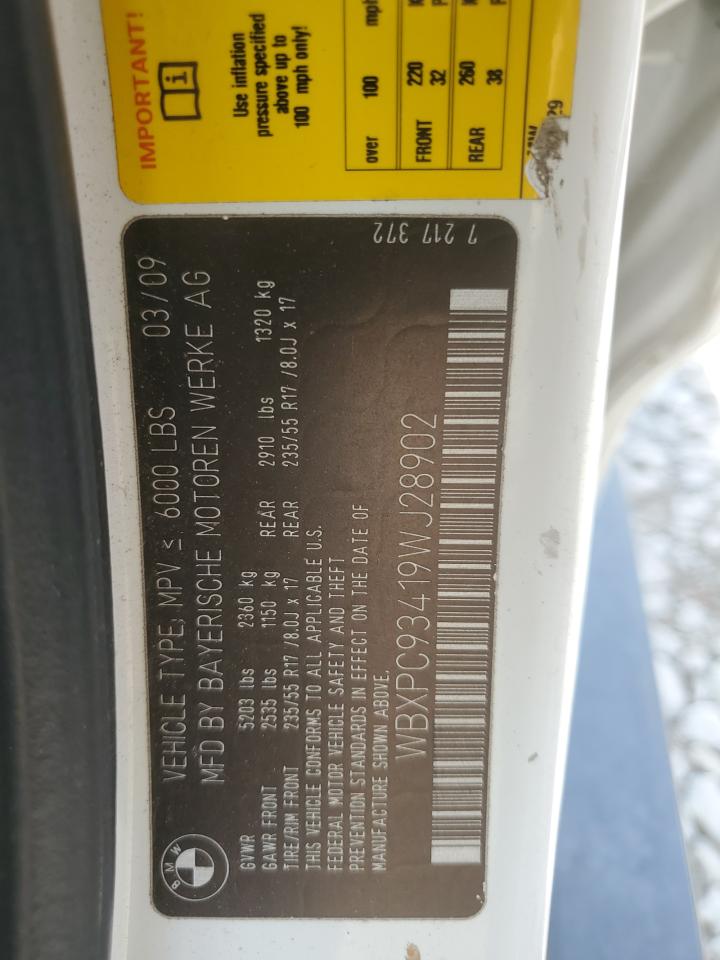 IMPORTANT!
Use inflation
pressure specified
above up to
100 mph only!
over 100 mph
FRONT 220
32
REAR 260
38
29
BMW
VEHICLE TYPE, MPV ≤ 6000 LBS 03/09
MFD BY BAYERISCHE MOTOREN WERKE AG
GVWR 5203 lbs 2360 kg
GAWR FRONT 2535 lbs 1150 kg REAR 2910 lbs 1320 kg
TIRE/RIM FRONT 235/55 R17 /8.0J x 17 REAR 235/55 R17 /8.0J x 17
THIS VEHICLE CONFORMS TO ALL APPLICABLE U.S.
FEDERAL MOTOR VEHICLE SAFETY AND THEFT
PREVENTION STANDARDS IN EFFECT ON THE DATE OF
MANUFACTURE SHOWN ABOVE.
WBXPC93419WJ28902
7 217 372